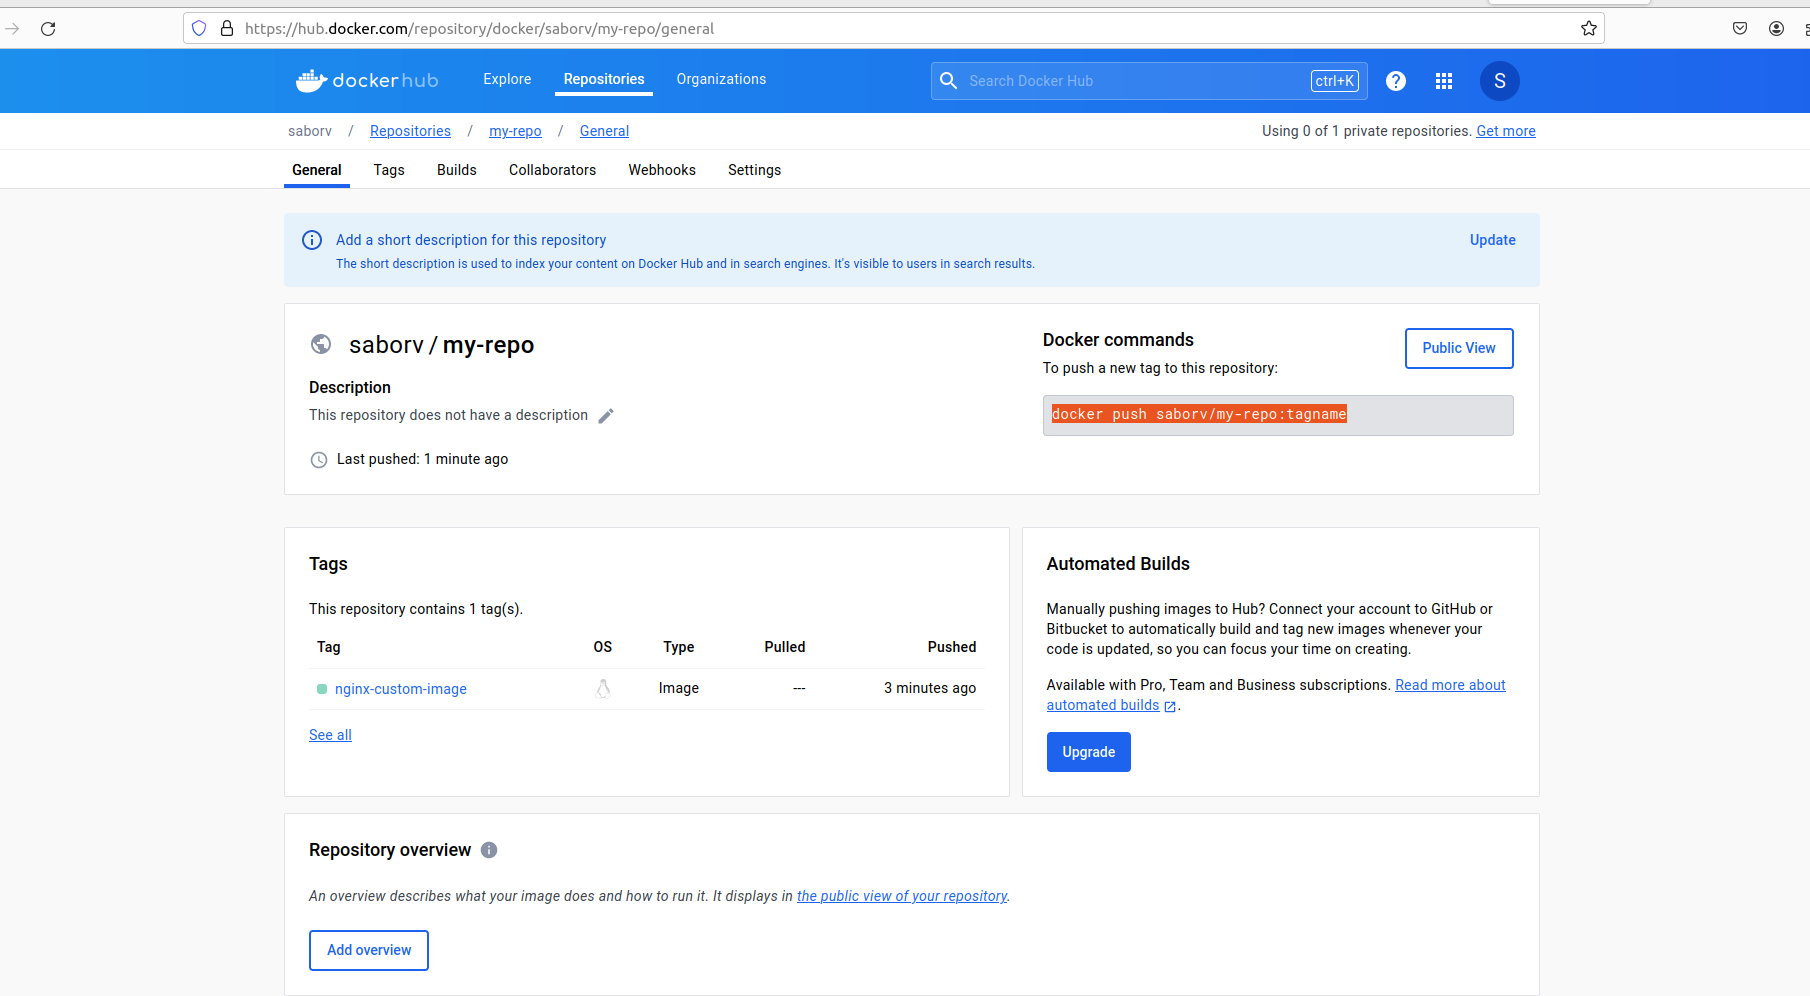 https://hub.docker.com/repository/docker/saborv/my-repo/general
dockerhub
Explore
Repositories
Organizations
Search Docker Hub
ctrl+K
?
S
saborv / Repositories / my-repo / General
Using 0 of 1 private repositories. Get more
General
Tags
Builds
Collaborators
Webhooks
Settings
Add a short description for this repository
Update
The short description is used to index your content on Docker Hub and in search engines. It's visible to users in search results.
saborv / my-repo
Description
This repository does not have a description
Last pushed: 1 minute ago
Docker commands
Public View
To push a new tag to this repository:
docker push saborv/my-repo:tagname
Tags
This repository contains 1 tag(s).
Tag OS Type Pulled Pushed
nginx-custom-image Image --- 3 minutes ago
See all
Automated Builds
Manually pushing images to Hub? Connect your account to GitHub or
Bitbucket to automatically build and tag new images whenever your
code is updated, so you can focus your time on creating.
Available with Pro, Team and Business subscriptions. Read more about
automated builds .
Upgrade
Repository overview
An overview describes what your image does and how to run it. It displays in the public view of your repository.
Add overview